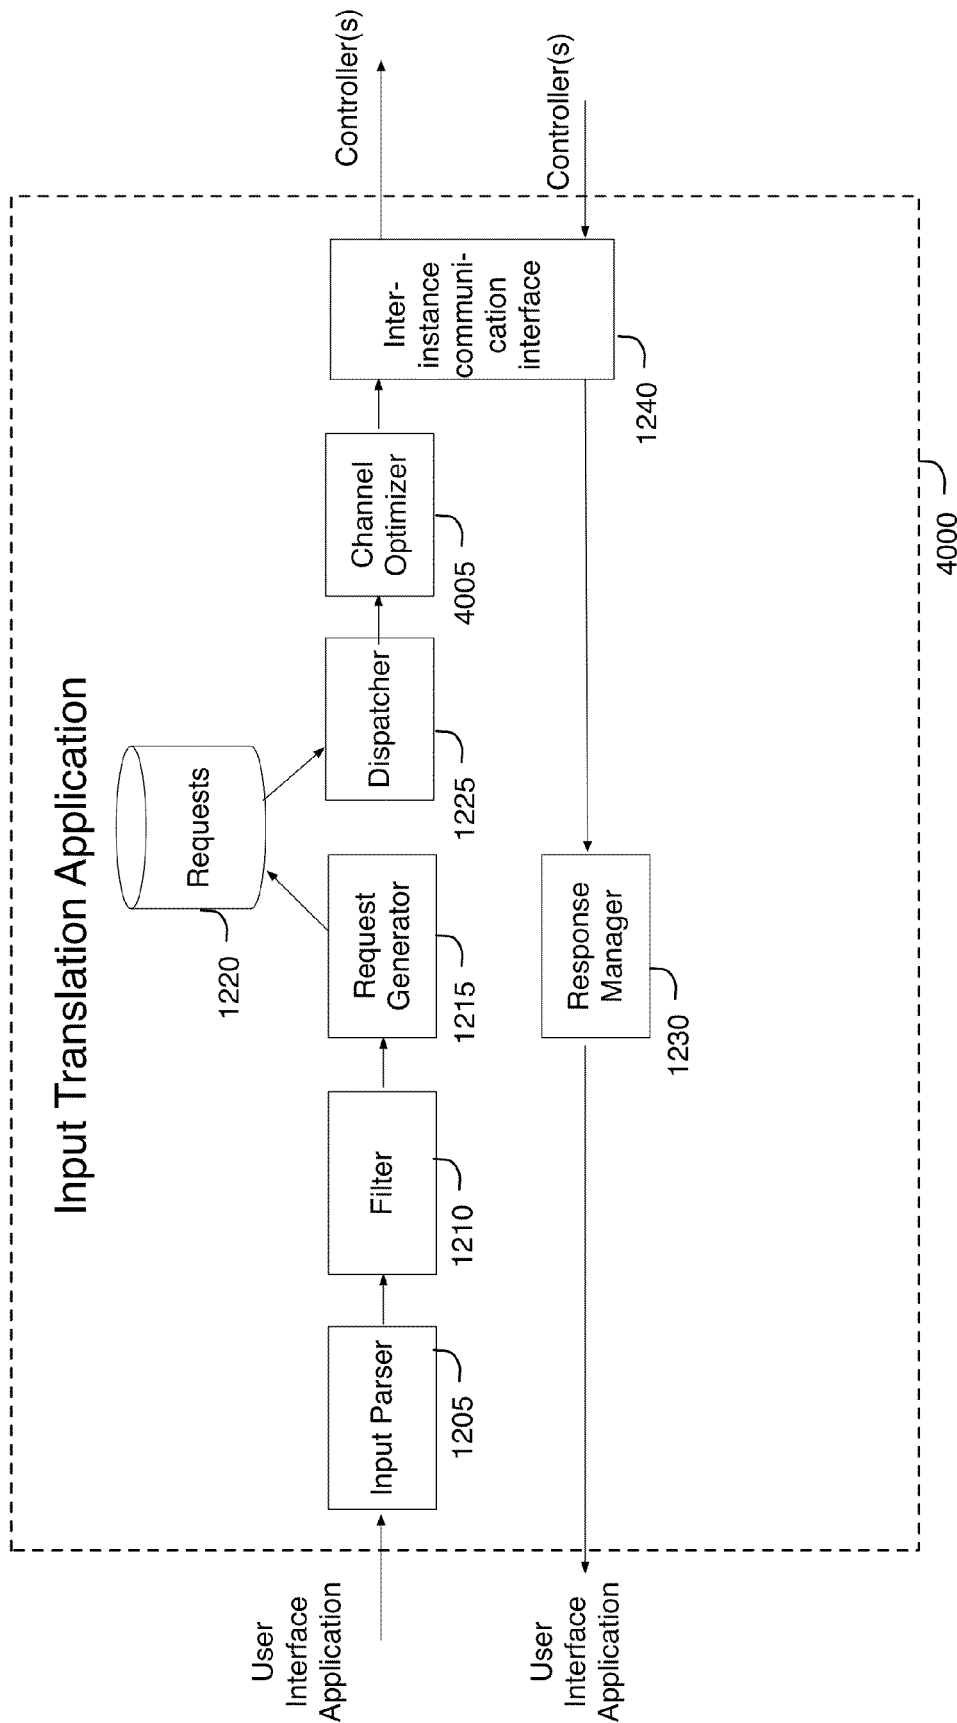 Input Translation Application
Requests
1220
User
Interface
Application
Input Parser
1205
Filter
1210
Request
Generator
1215
Dispatcher
1225
Channel
Optimizer
4005
Inter-
instance
communi-
cation
interface
1240
Controller(s)
User
Interface
Application
Response
Manager
1230
Controller(s)
4000